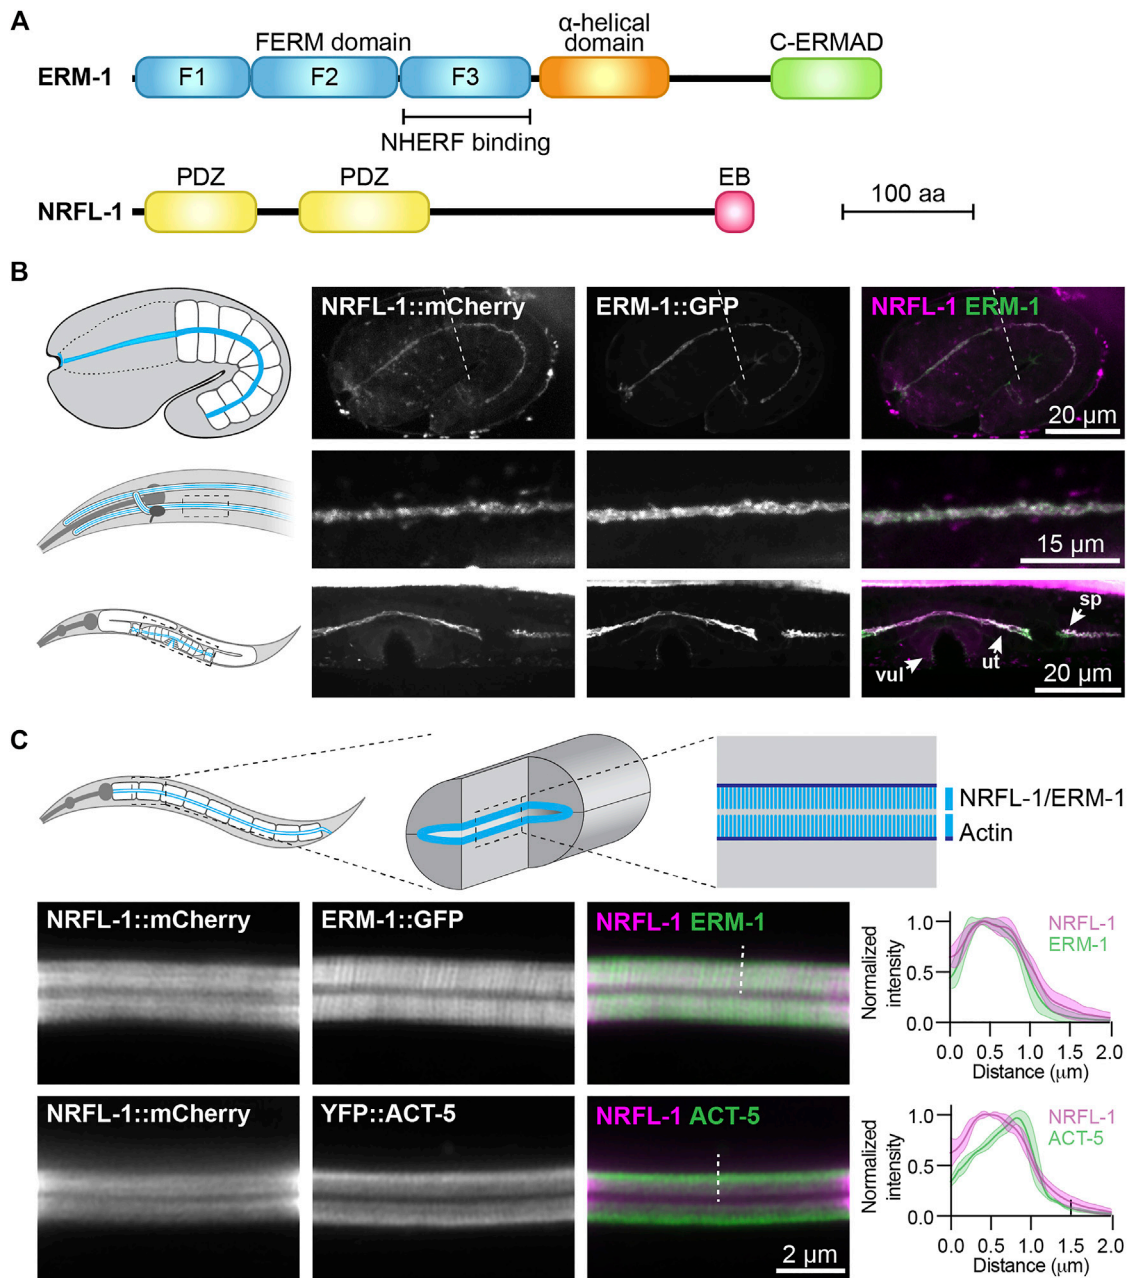 A
FERM domain
α-helical
domain
C-ERMAD
ERM-1
F1
F2
F3
NHERF binding
PDZ
PDZ
EB
NRFL-1
100 aa
B
NRFL-1::mCherry
ERM-1::GFP
NRFL-1 ERM-1
20 µm
15 µm
sp
vul
ut
20 µm
C
NRFL-1/ERM-1
Actin
NRFL-1::mCherry
ERM-1::GFP
NRFL-1 ERM-1
Normalized
intensity
1.0
0.5
0.0
NRFL-1
ERM-1
0.0 0.5 1.0 1.5 2.0
Distance (µm)
NRFL-1::mCherry
YFP::ACT-5
NRFL-1 ACT-5
2 µm
Normalized
intensity
1.0
0.5
0.0
NRFL-1
ACT-5
0.0 0.5 1.0 1.5 2.0
Distance (µm)